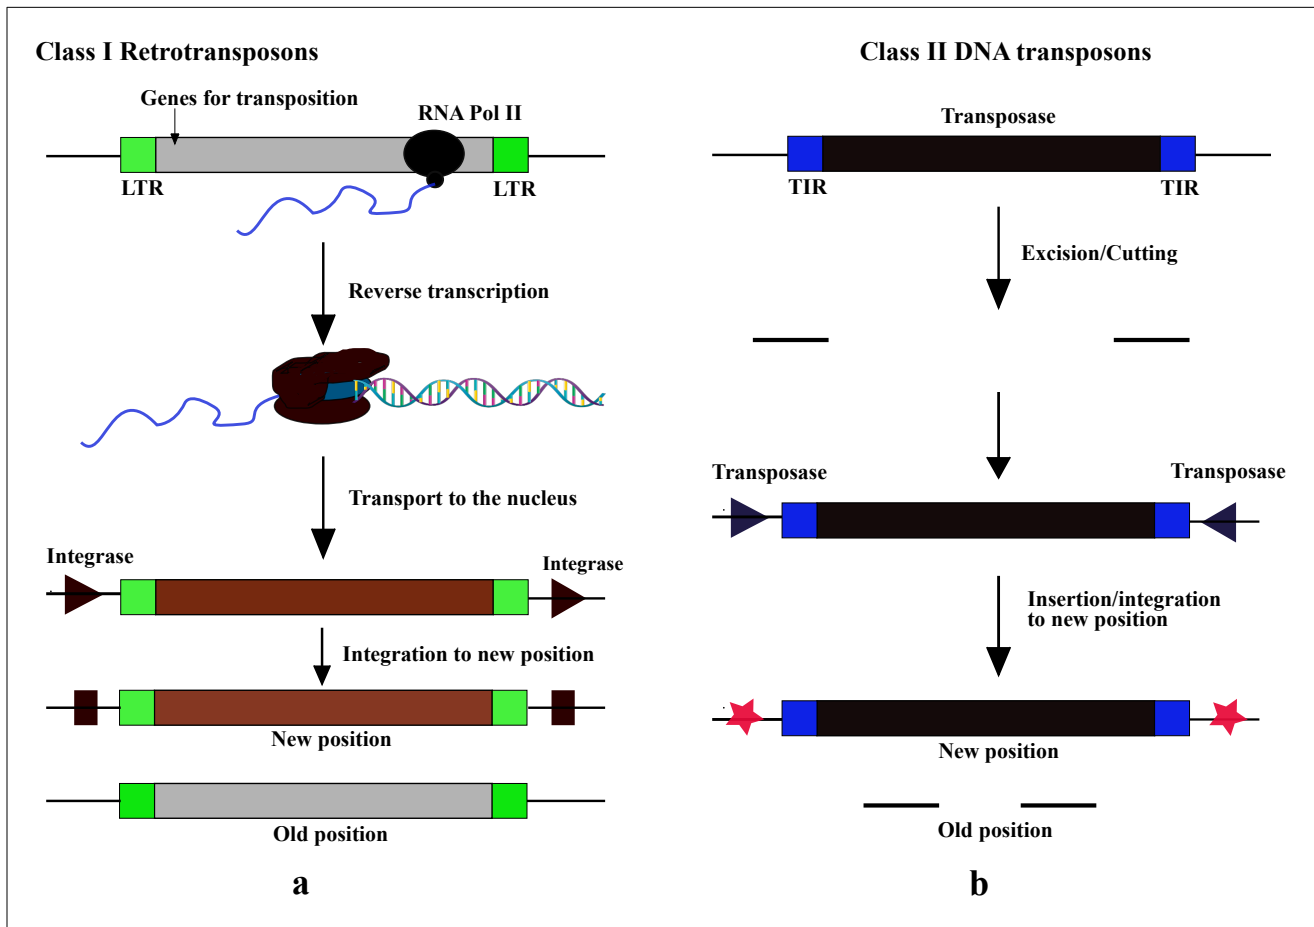 Class I Retrotransposons
Genes for transposition
RNA Pol II
LTR
LTR
Reverse transcription
Transport to the nucleus
Integrase
Integrase
Integration to new position
New position
Old position
a
Class II DNA transposons
Transposase
TIR
TIR
Excision/Cutting
Transposase
Transposase
Insertion/integration
to new position
New position
Old position
b